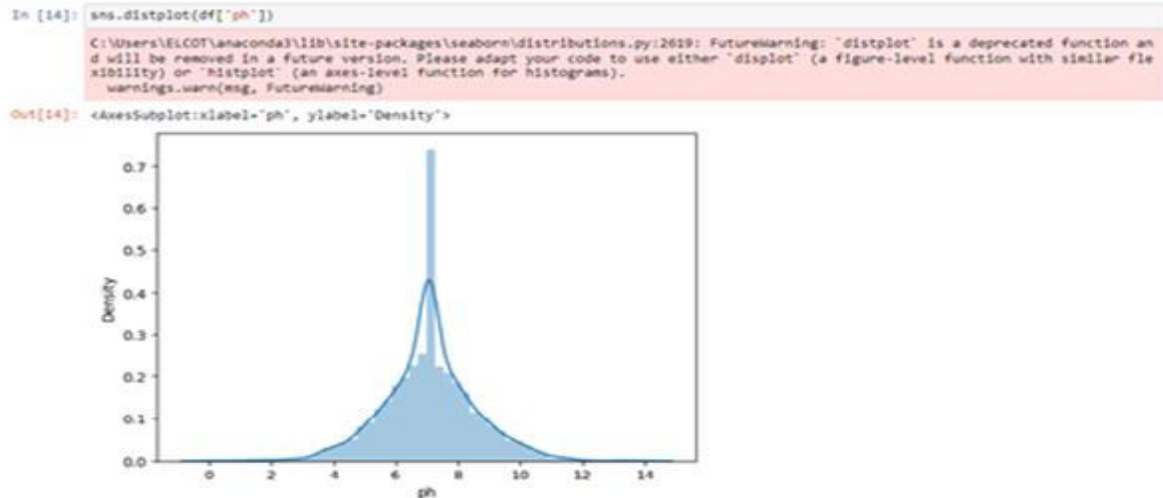 In [14]: sns.distplot(df["ph"])
C:\Users\ELCOT\anaconda3\lib\site-packages\seaborn\distributions.py:2619: FutureWarning: `distplot` is a deprecated function an
d will be removed in a future version. Please adapt your code to use either `displot` (a figure-level function with similar fle
xibility) or `histplot` (an axes-level function for histograms).
warnings.warn(msg, FutureWarning)
Out[14]: <AxesSubplot:xlabel='ph', ylabel='Density'>
0.7
0.6
0.5
0.4
0.3
0.2
0.1
0.0
Density
0 2 4 6 8 10 12 14
ph